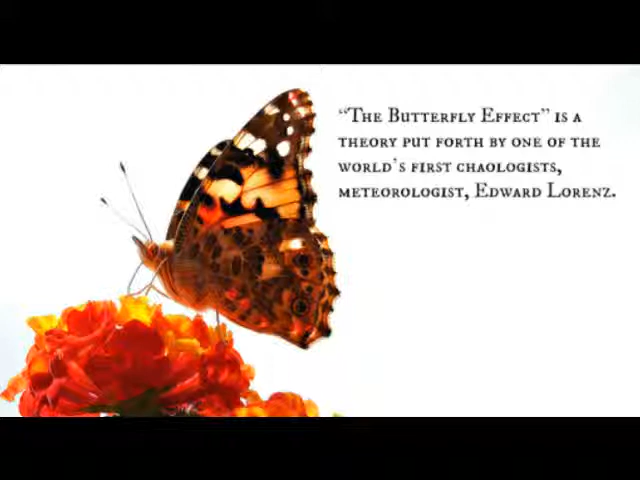 “The Butterfly Effect” is a
theory put forth by one of the
world's first chaologists,
meteorologist, Edward Lorenz.